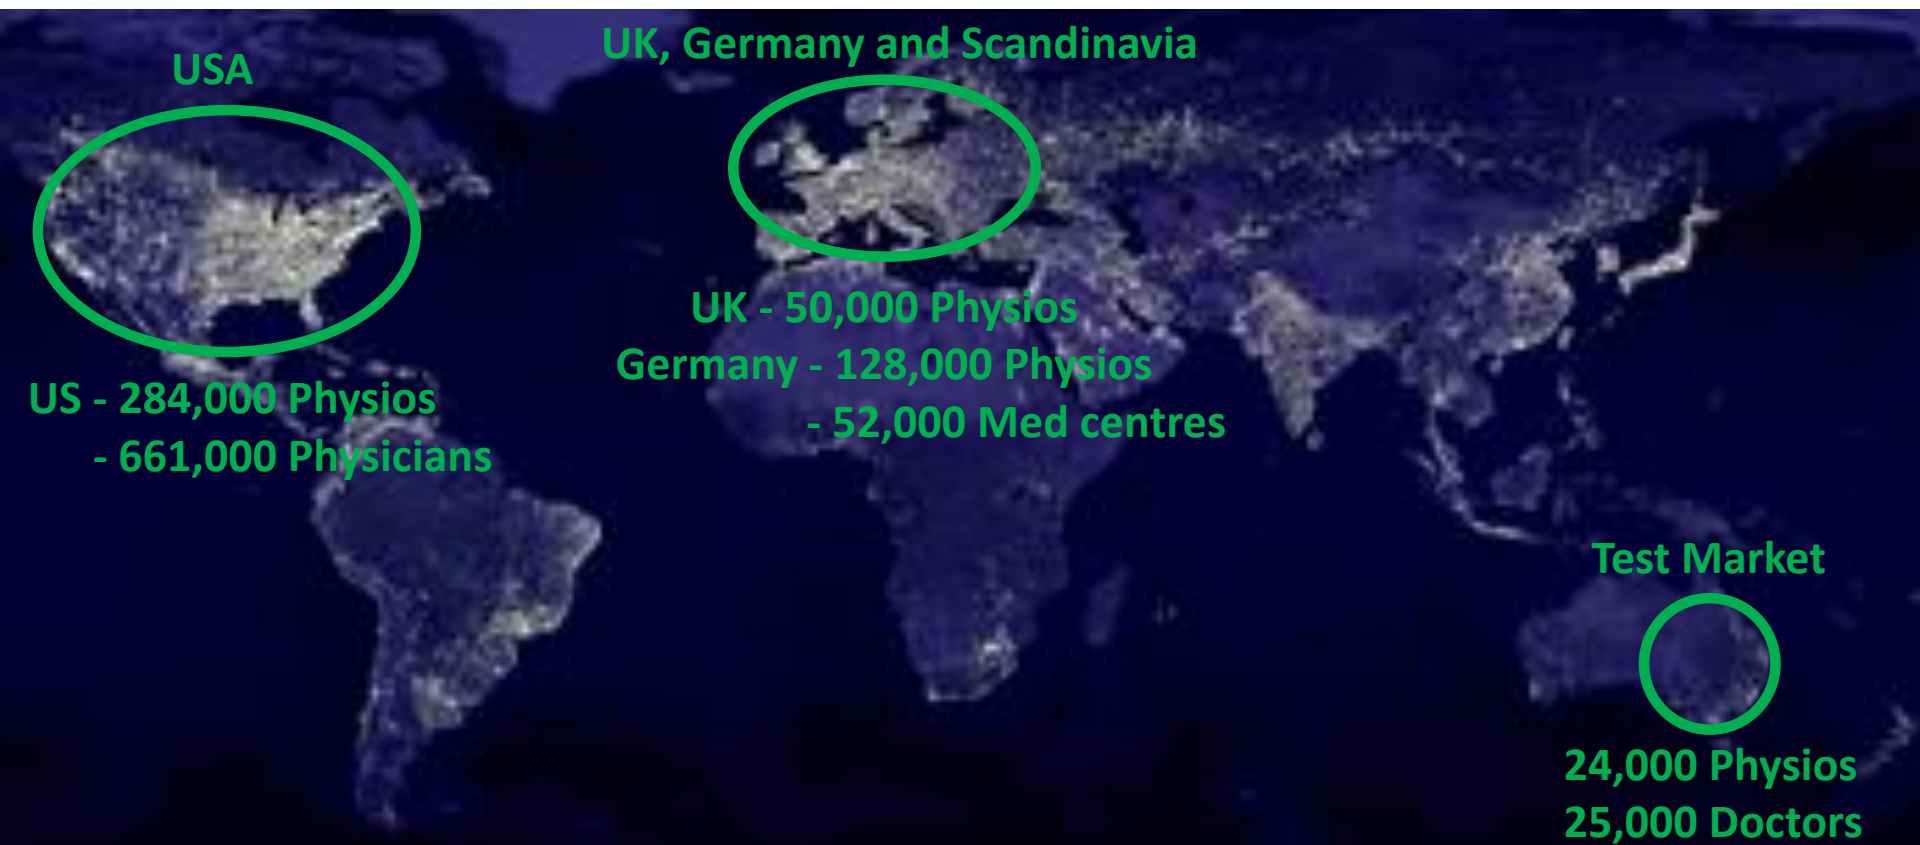 USA
US - 284,000 Physios
- 661,000 Physicians
UK, Germany and Scandinavia
UK - 50,000 Physios
Germany - 128,000 Physios
- 52,000 Med centres
Test Market
24,000 Physios
25,000 Doctors